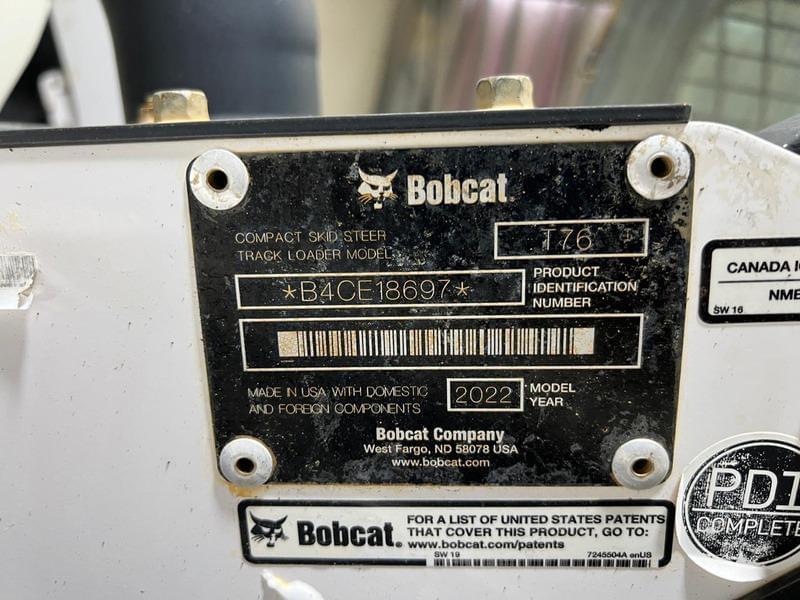 Bobcat.
COMPACT SKID STEER
TRACK LOADER MODEL
T76
*B4CE18697*
PRODUCT
IDENTIFICATION
NUMBER
MADE IN USA WITH DOMESTIC
AND FOREIGN COMPONENTS
2022
MODEL
YEAR
Bobcat Company
West Fargo, ND 58078 USA
www.bobcat.com
CANADA
NMB
SW 16
PDI
COMPLETE
Bobcat.
FOR A LIST OF UNITED STATES PATENTS
THAT COVER THIS PRODUCT, GO TO:
www.bobcat.com/patents
SW 19
7245504A enUS